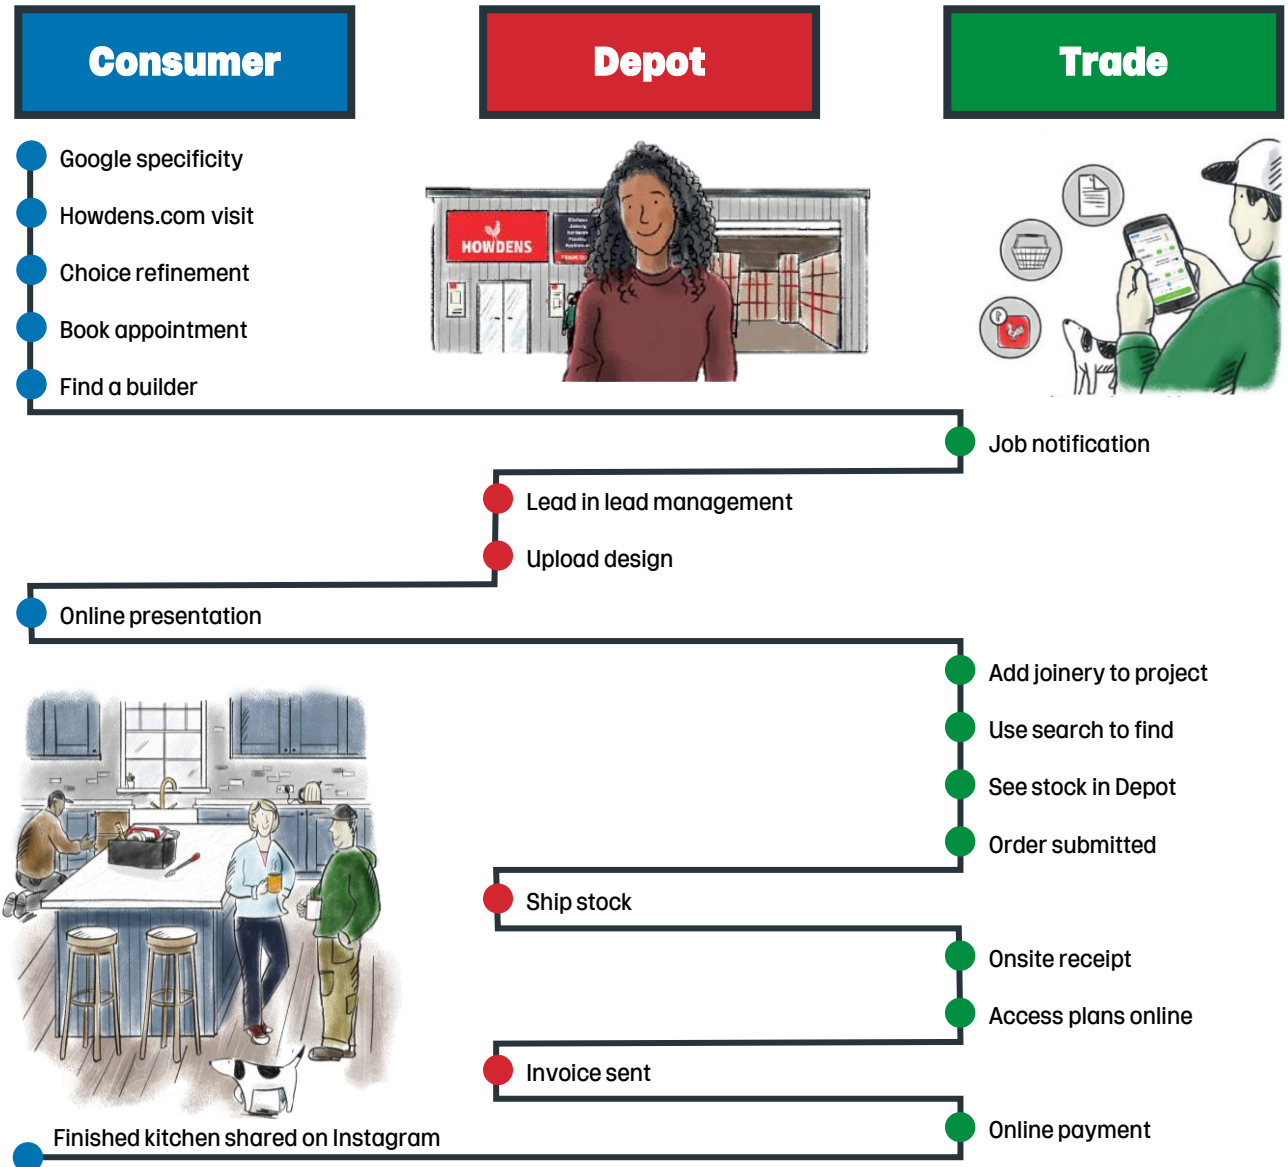 Consumer
Depot
Trade
Google specificity
Howdens.com visit
Choice refinement
Book appointment
Find a builder
HOWDENS
Job notification
Lead in lead management
Upload design
Online presentation
Add joinery to project
Use search to find
See stock in Depot
Order submitted
Ship stock
Onsite receipt
Access plans online
Invoice sent
Online payment
Finished kitchen shared on Instagram